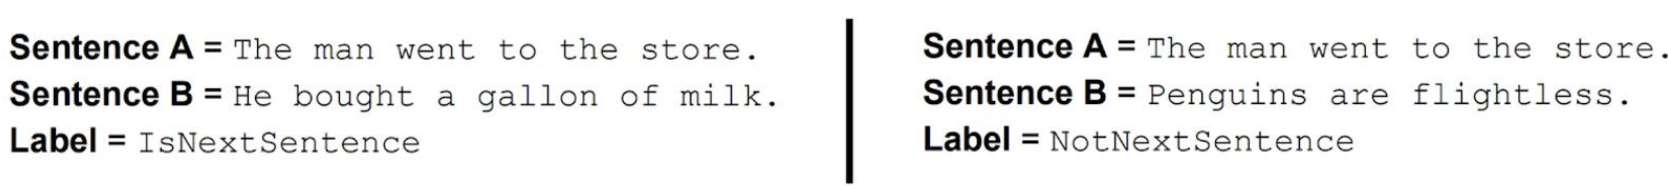 Sentence A = The man went to the store.
Sentence B = He bought a gallon of milk.
Label = IsNextSentence
Sentence A = The man went to the store.
Sentence B = Penguins are flightless.
Label = NotNextSentence